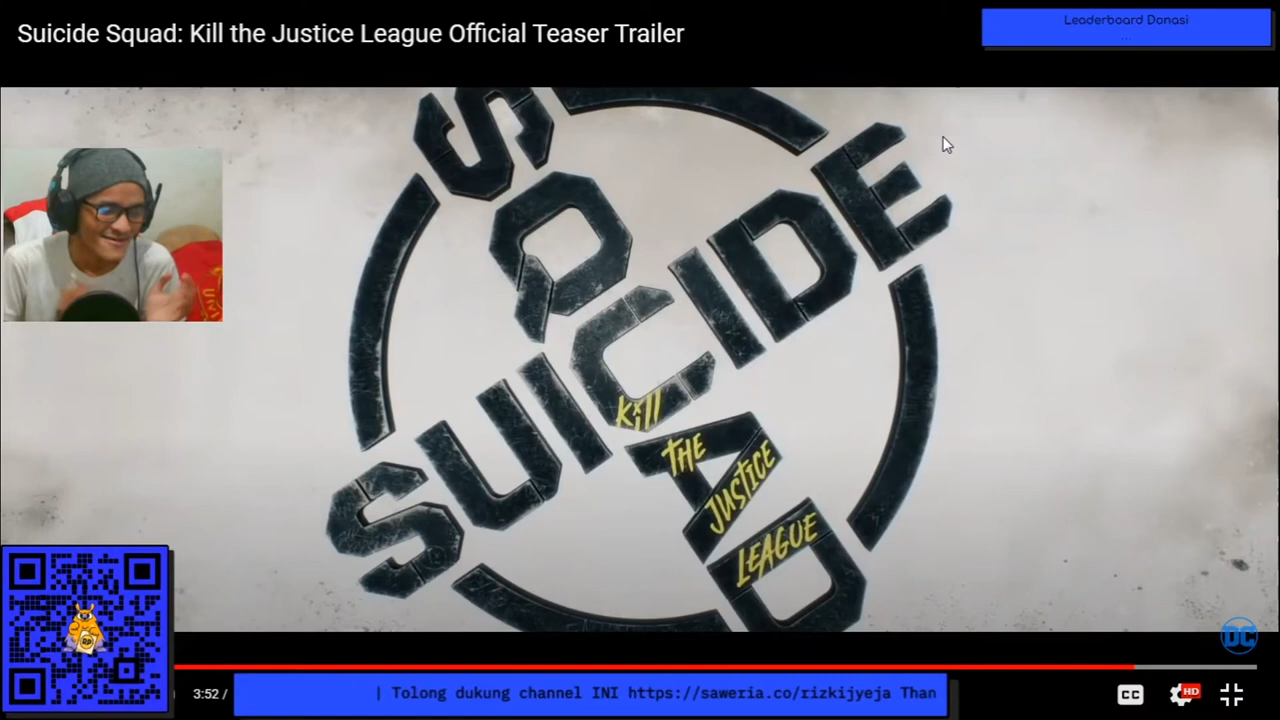 Suicide Squad: Kill the Justice League Official Teaser Trailer
Leaderboard Donasi
...
SUICIDE
SQUAD
Kill
THE
JUSTICE
LEAGUE
DC
3:52 /
| Tolong dukung channel INI https://saweria.co/rizkijyeja Than
CC
HD